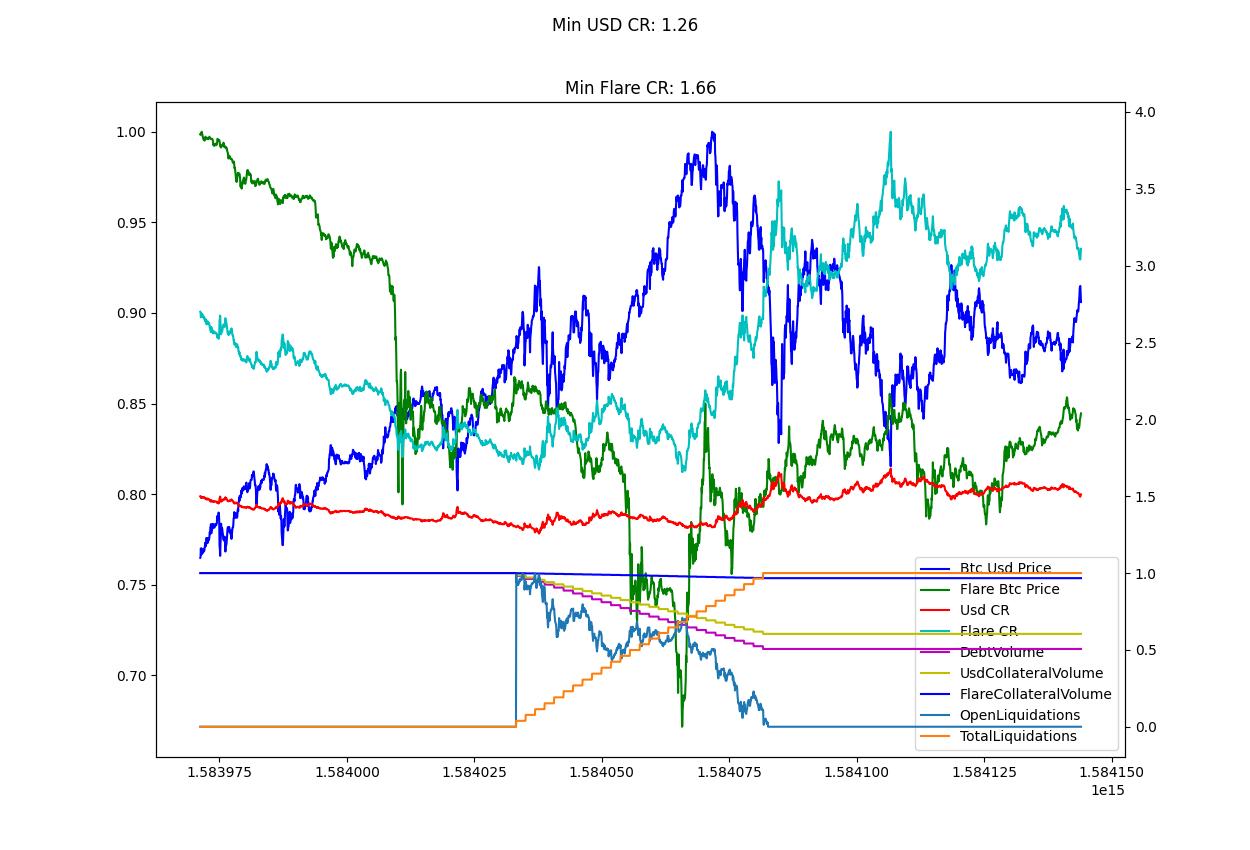 Min USD CR: 1.26
Min Flare CR: 1.66
1.00
0.95
0.90
0.85
0.80
0.75
0.70
4.0
3.5
3.0
2.5
2.0
1.5
1.0
0.5
0.0
Btc Usd Price
Flare Btc Price
Usd CR
Flare CR
DebtVolume
UsdCollateralVolume
FlareCollateralVolume
OpenLiquidations
TotalLiquidations
1.583975 1.584000 1.584025 1.584050 1.584075 1.584100 1.584125 1.584150
1e15